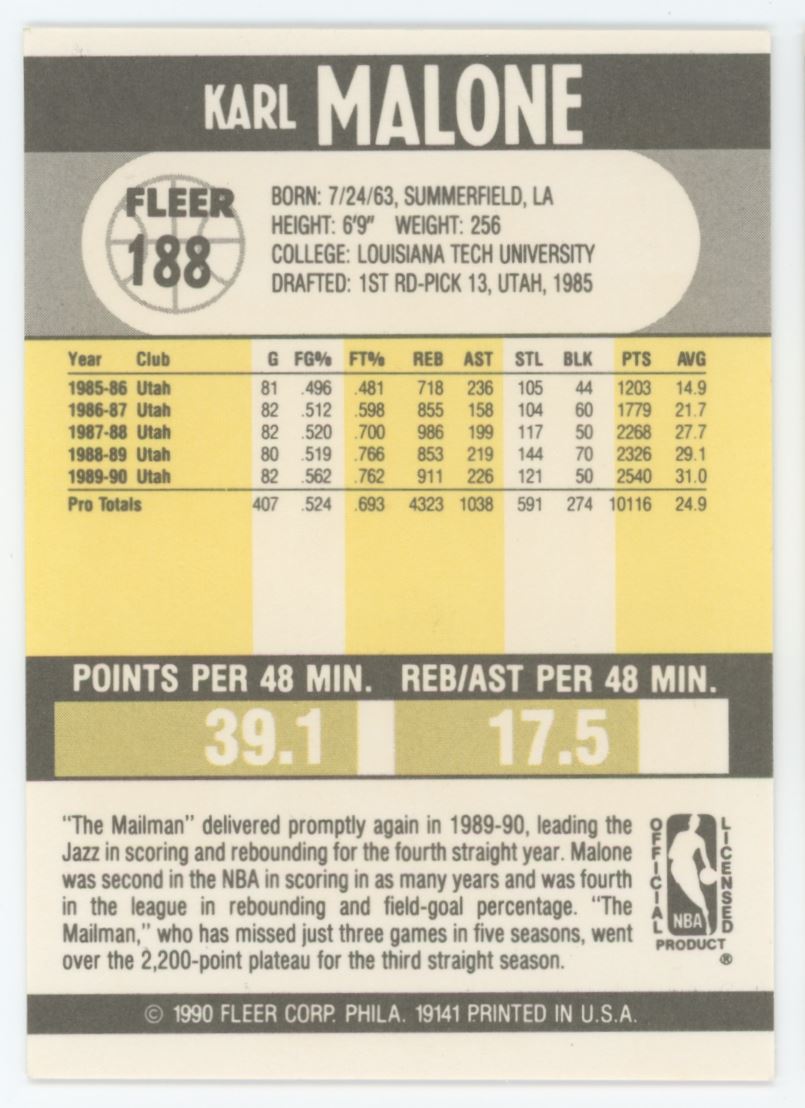 KARL MALONE
FLEER
188
BORN: 7/24/63, SUMMERFIELD, LA
HEIGHT: 6'9" WEIGHT: 256
COLLEGE: LOUISIANA TECH UNIVERSITY
DRAFTED: 1ST RD-PICK 13, UTAH, 1985
Year Club G FG% FT% REB AST STL BLK PTS AVG
1985-86 Utah 81 .496 .481 718 236 105 44 1203 14.9
1986-87 Utah 82 .512 .598 855 158 104 60 1779 21.7
1987-88 Utah 82 .520 .700 986 199 117 50 2268 27.7
1988-89 Utah 80 .519 .766 853 219 144 70 2326 29.1
1989-90 Utah 82 .562 .762 911 226 121 50 2540 31.0
Pro Totals 407 .524 .693 4323 1038 591 274 10116 24.9
POINTS PER 48 MIN. REB/AST PER 48 MIN.
39.1 17.5
"The Mailman" delivered promptly again in 1989-90, leading the
Jazz in scoring and rebounding for the fourth straight year. Malone
was second in the NBA in scoring in as many years and was fourth
in the league in rebounding and field-goal percentage. "The
Mailman," who has missed just three games in five seasons, went
over the 2,200-point plateau for the third straight season.
OFFICIAL
NBA
LICENSED
PRODUCT
®
© 1990 FLEER CORP. PHILA. 19141 PRINTED IN U.S.A.